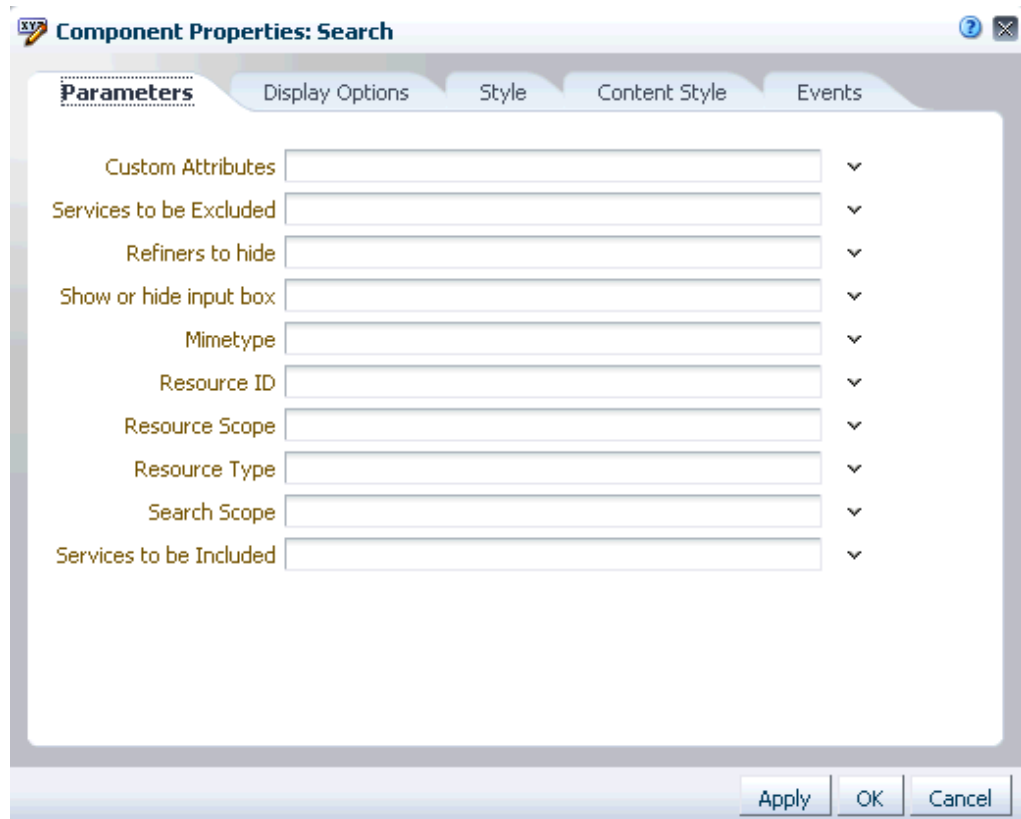 Component Properties: Search
Parameters Display Options Style Content Style Events
Custom Attributes
Services to be Excluded
Refiners to hide
Show or hide input box
Mimetype
Resource ID
Resource Scope
Resource Type
Search Scope
Services to be Included
Apply OK Cancel